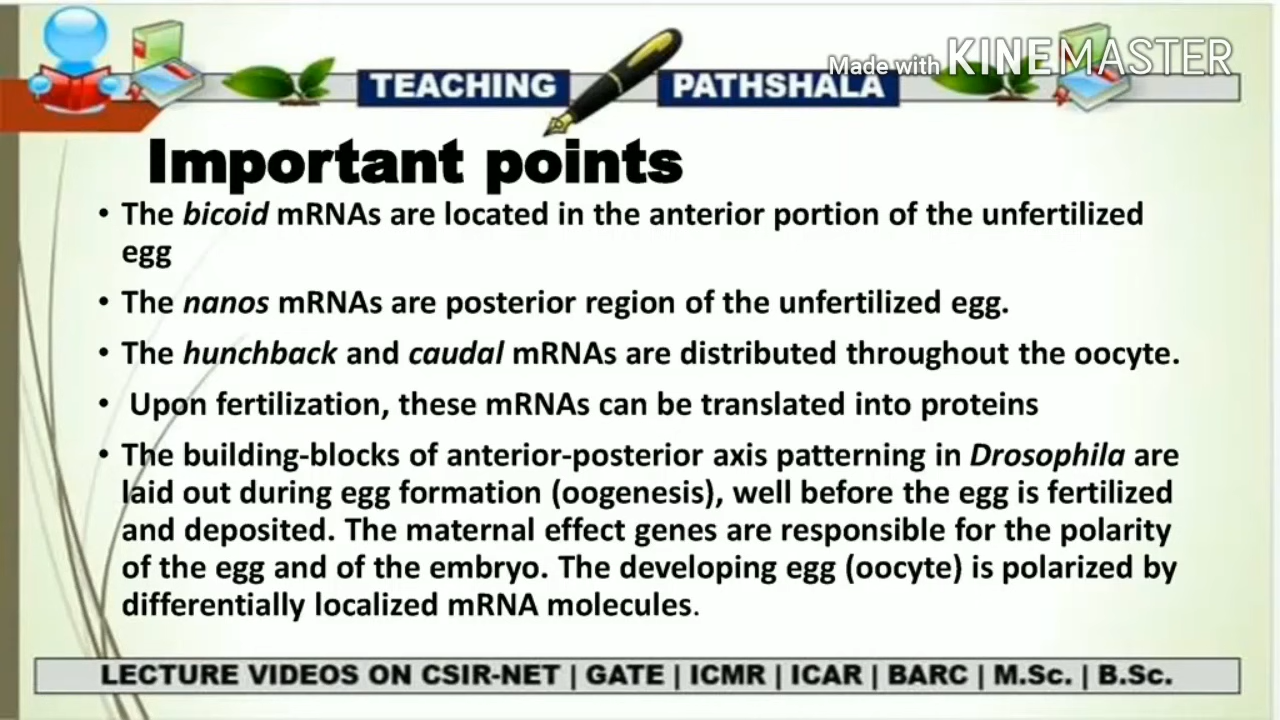 Made with KINEMASTER
TEACHING PATHSHALA
Important points
• The bicoid mRNAs are located in the anterior portion of the unfertilized
egg
• The nanos mRNAs are posterior region of the unfertilized egg.
• The hunchback and caudal mRNAs are distributed throughout the oocyte.
• Upon fertilization, these mRNAs can be translated into proteins
• The building-blocks of anterior-posterior axis patterning in Drosophila are
laid out during egg formation (oogenesis), well before the egg is fertilized
and deposited. The maternal effect genes are responsible for the polarity
of the egg and of the embryo. The developing egg (oocyte) is polarized by
differentially localized mRNA molecules.
LECTURE VIDEOS ON CSIR-NET | GATE | ICMR | ICAR | BARC | M.Sc. | B.Sc.